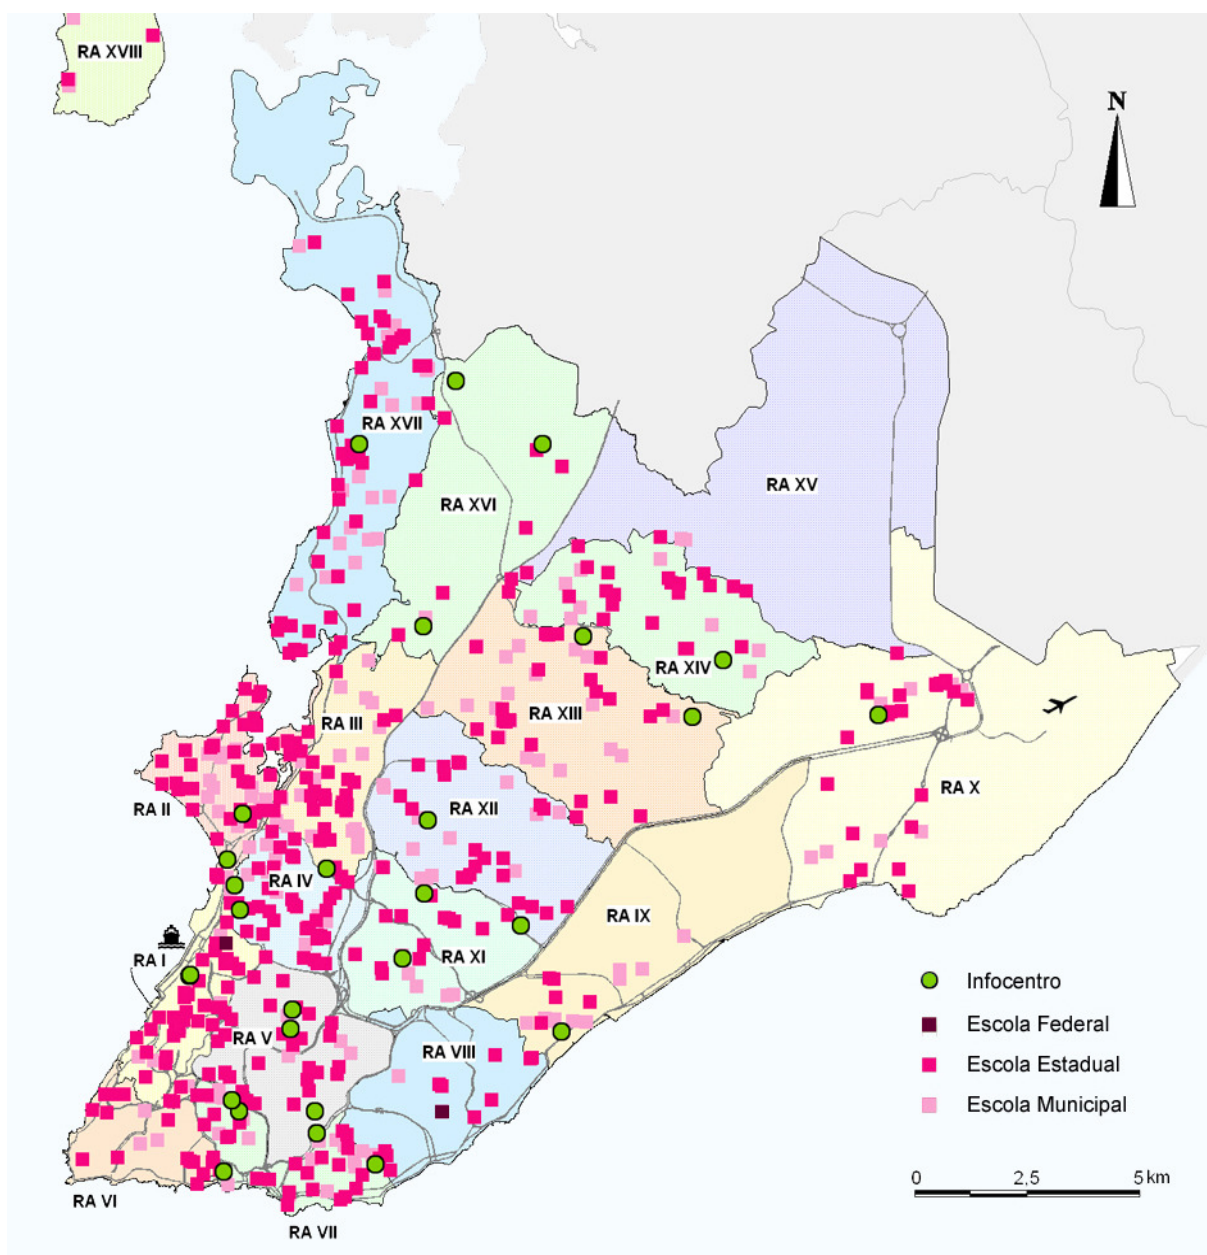 RA XVIII
N
RA XVII
RA XVI
RA XV
RA XIV
RA III
RA XIII
RA II
RA XII
RA X
RA IV
RA IX
RA I
RA XI
Infocentro
Escola Federal
RA V
RA VIII
Escola Estadual
Escola Municipal
0 2,5 5 km
RA VI
RA VII